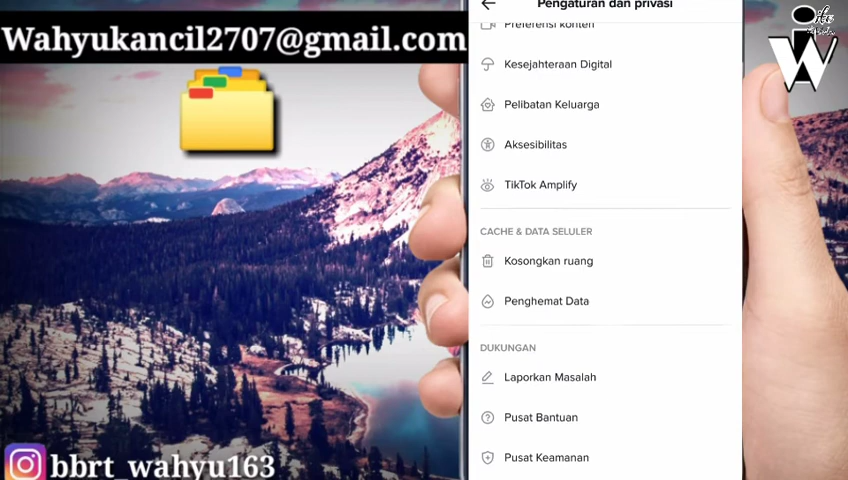 Wahyukancil2707@gmail.com
Pengaturan dan privasi
Preferensi konten
Kesejahteraan Digital
Pelibatan Keluarga
Aksesibilitas
TikTok Amplify
CACHE & DATA SELULER
Kosongkan ruang
Penghemat Data
DUKUNGAN
Laporkan Masalah
Pusat Bantuan
Pusat Keamanan
bbrt_wahyu163
W